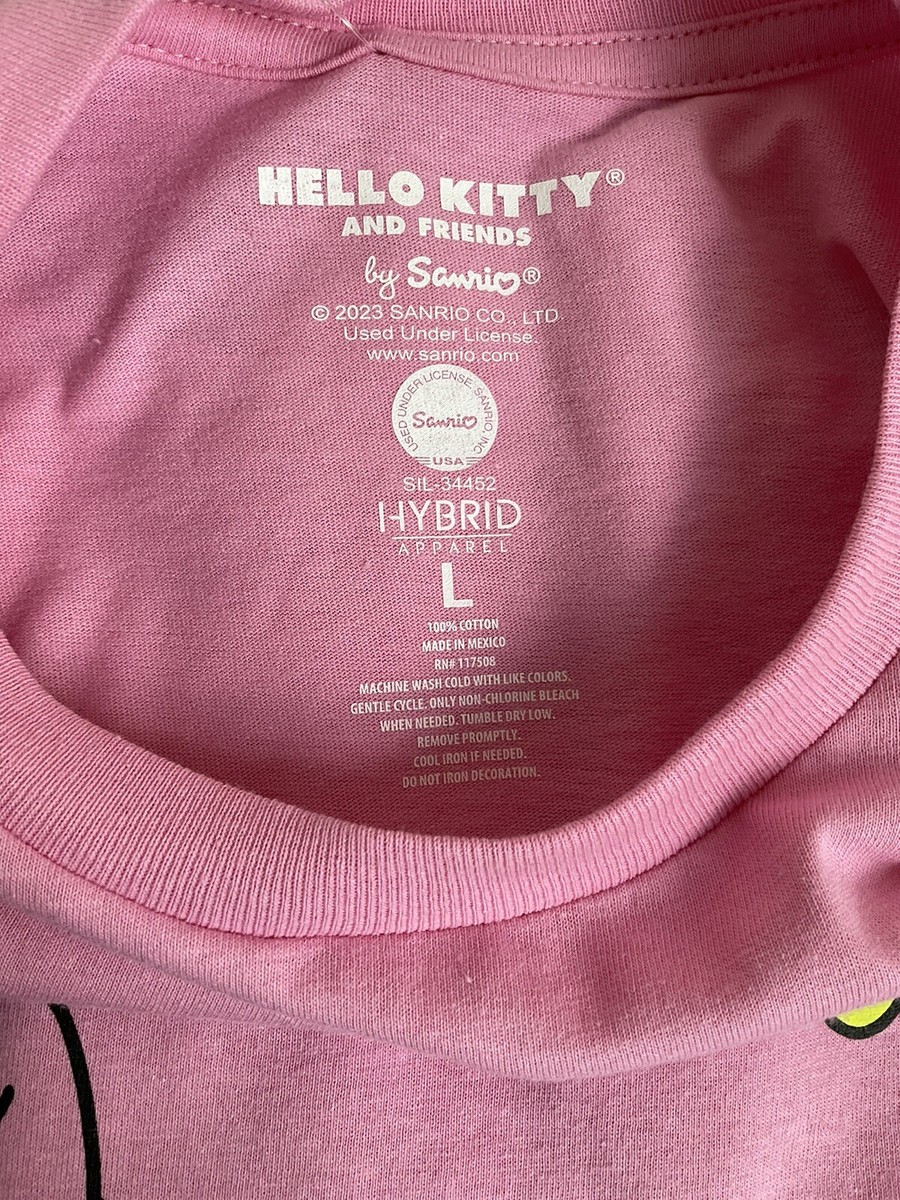 HELLO KITTY®
AND FRIENDS
by Sanrio®
© 2023 SANRIO CO., LTD.
Used Under License.
www.sanrio.com
USED UNDER LICENSE. SANRIO, INC.
Sanrio
USA
SIL-34452
HYBRID
APPAREL
L
100% COTTON
MADE IN MEXICO
RN# 117508
MACHINE WASH COLD WITH LIKE COLORS.
GENTLE CYCLE. ONLY NON-CHLORINE BLEACH
WHEN NEEDED. TUMBLE DRY LOW.
REMOVE PROMPTLY.
COOL IRON IF NEEDED.
DO NOT IRON DECORATION.